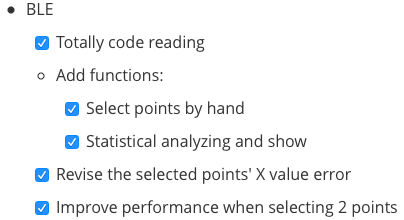 BLE
Totally code reading
Add functions:
Select points by hand
Statistical analyzing and show
Revise the selected points' X value error
Improve performance when selecting 2 points